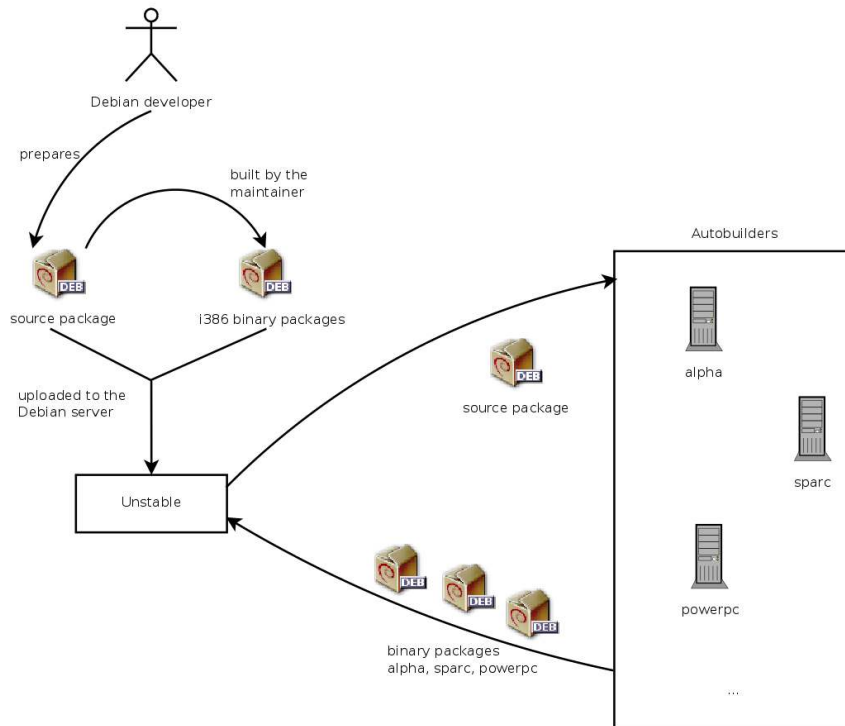 Debian developer
prepares
built by the
maintainer
DEB
DEB
source package
i386 binary packages
uploaded to the
Debian server
Unstable
DEB
source package
Autobuilders
alpha
sparc
powerpc
...
DEB
DEB
DEB
binary packages
alpha, sparc, powerpc